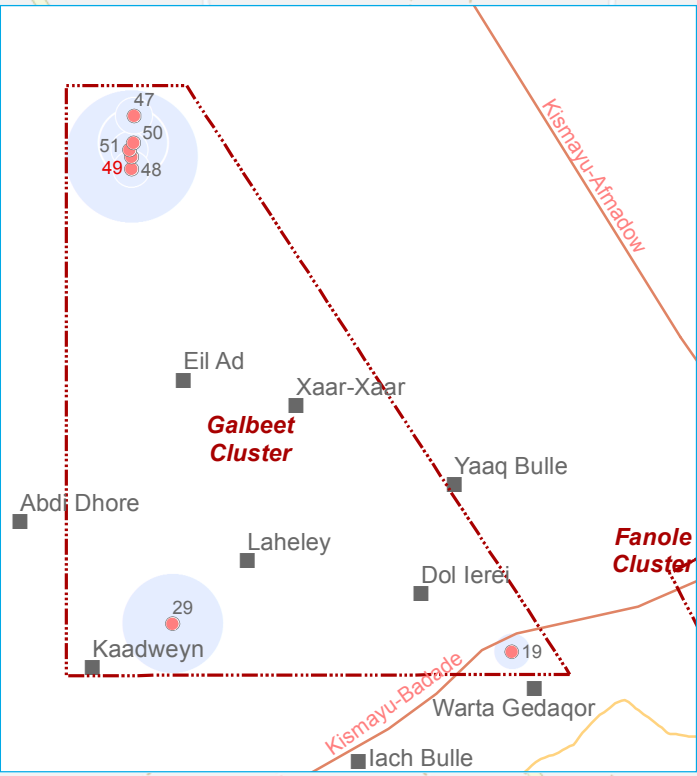 47
50
51
49
48
Kismayu-Afmadow
Eil Ad
Xaar-Xaar
Galbeet
Cluster
Yaaq Bulle
Abdi Dhore
Fanole
Cluster
Laheley
Dol Ierei
29
Kaadweyn
19
Kismayu-Badade
Warta Gedaqor
Iach Bulle